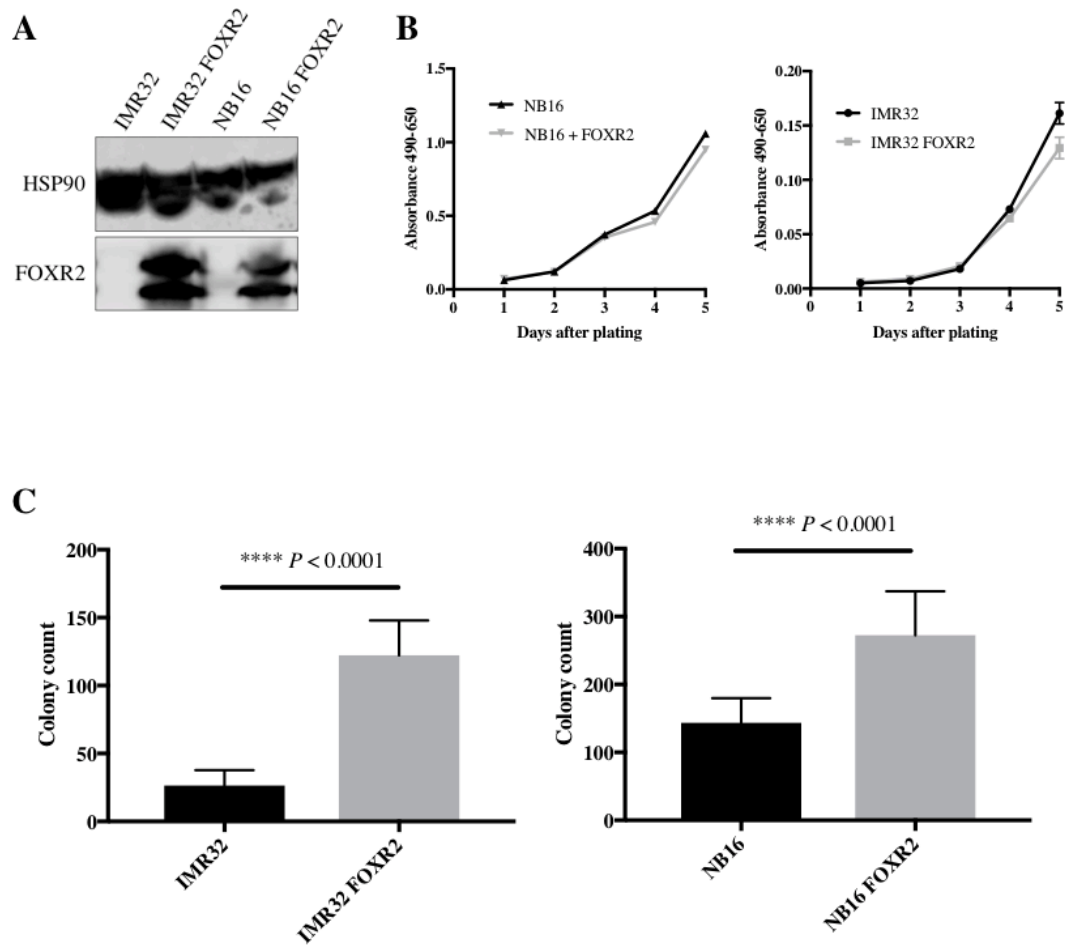 A
IMR32
IMR32 FOXR2
NB16
NB16 FOXR2
HSP90
FOXR2
B
Absorbance 490-650
1.5
1.0
0.5
0.0
NB16
NB16 + FOXR2
0 1 2 3 4 5
Days after plating
Absorbance 490-650
0.20
0.15
0.10
0.05
0.00
IMR32
IMR32 FOXR2
0 1 2 3 4 5
Days after plating
C
**** P < 0.0001
Colony count
200
150
100
50
0
IMR32
IMR32 FOXR2
**** P < 0.0001
Colony count
400
300
200
100
0
NB16
NB16 FOXR2